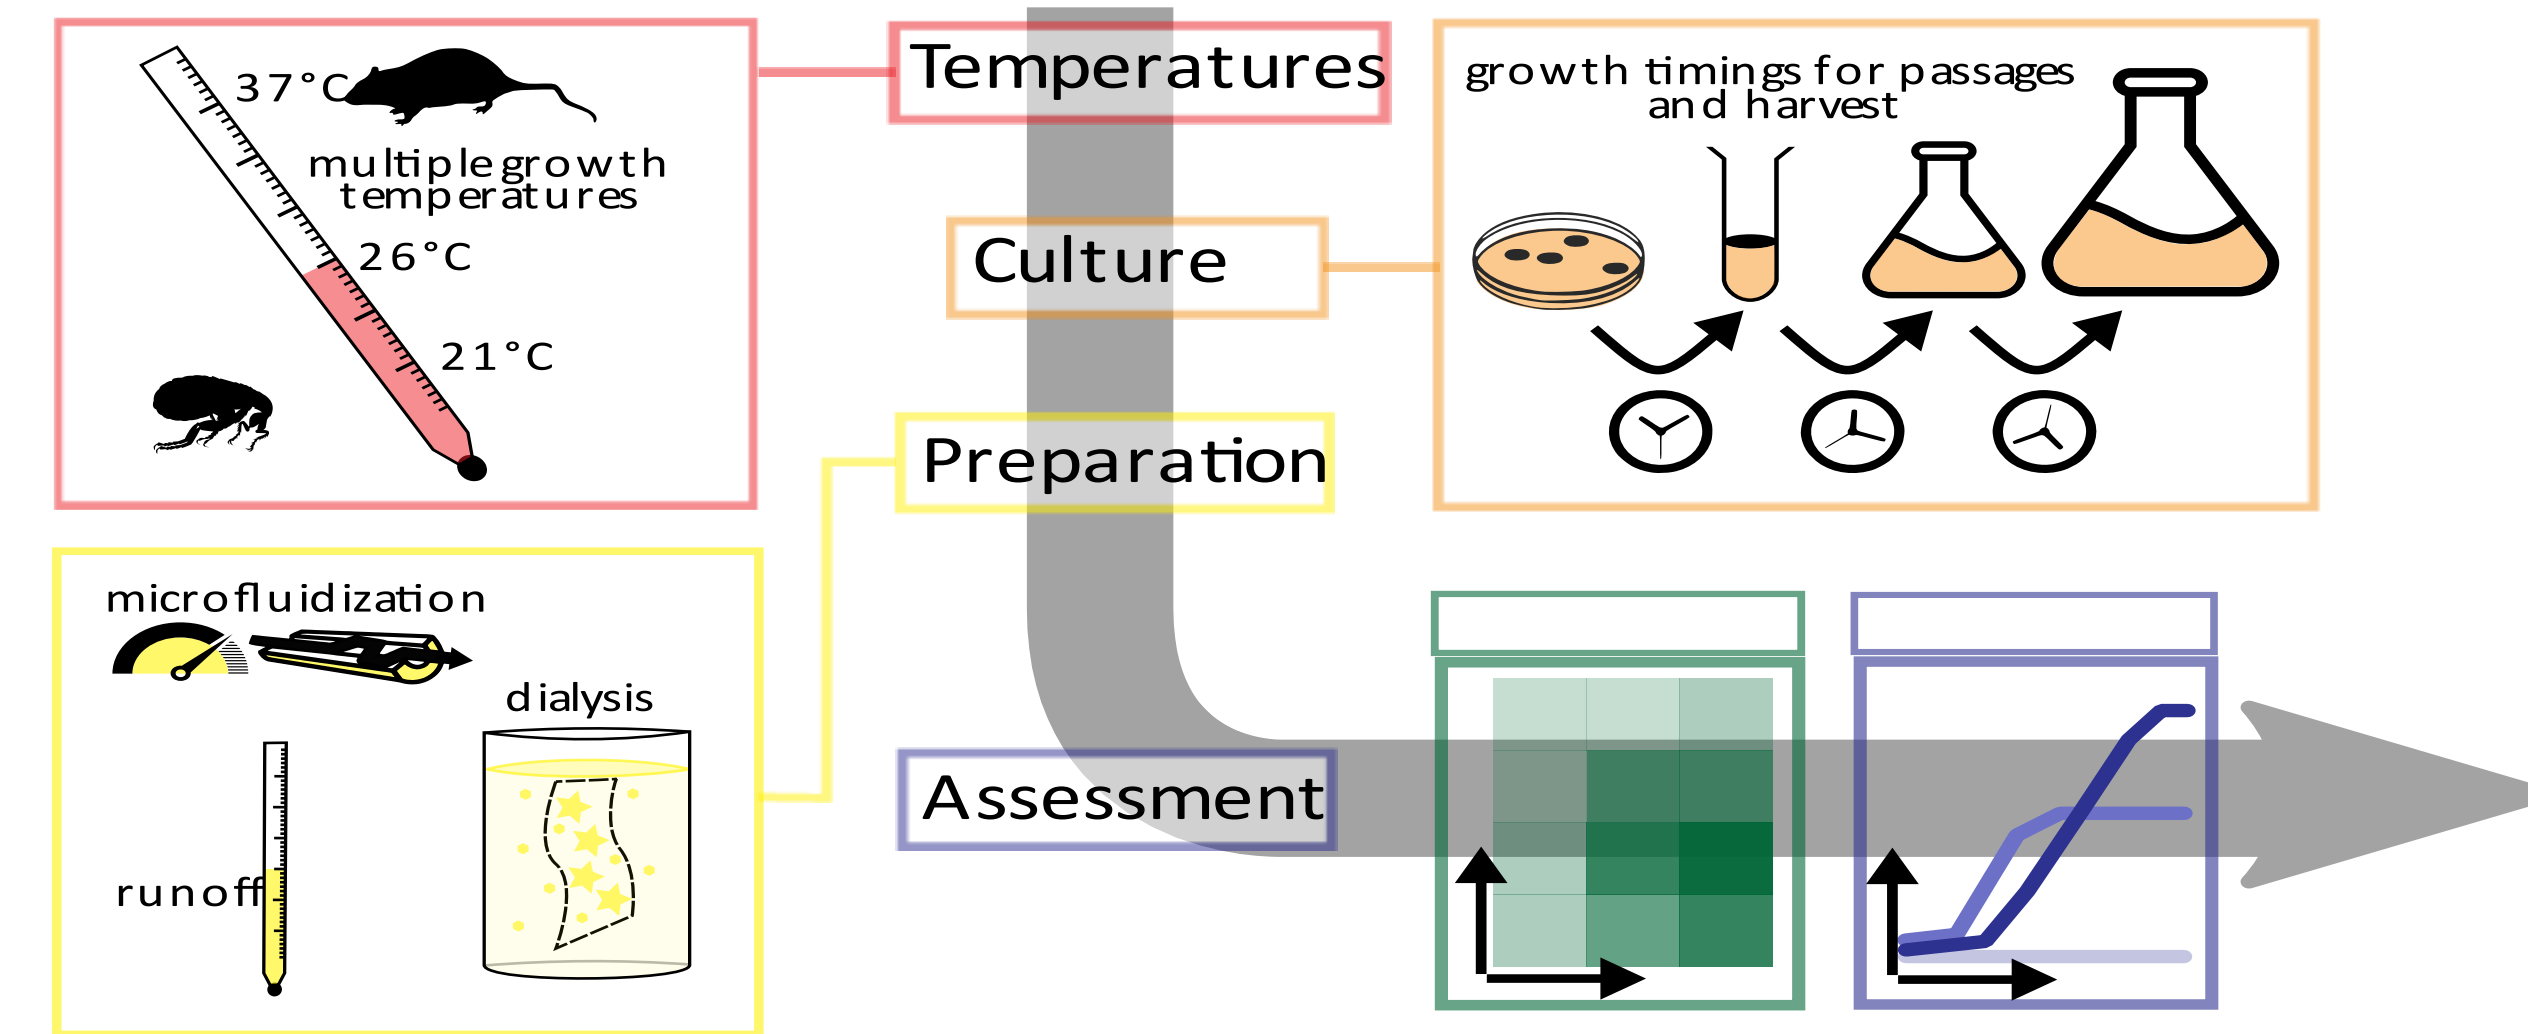 Temperatures
37°C
multiple growth
temperatures
26°C
21°C
growth timings for passages
and harvest
Culture
Preparation
microfluidization
dialysis
runoff
Assessment